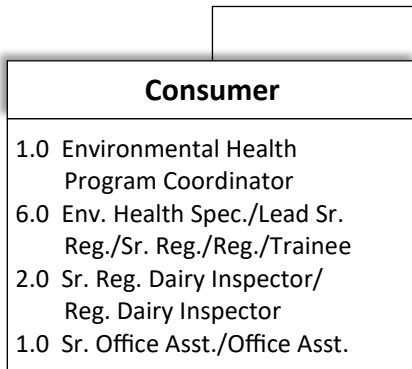 Consumer
1.0 Environmental Health
Program Coordinator
6.0 Env. Health Spec./Lead Sr.
Reg./Sr. Reg./Reg./Trainee
2.0 Sr. Reg. Dairy Inspector/
Reg. Dairy Inspector
1.0 Sr. Office Asst./Office Asst.